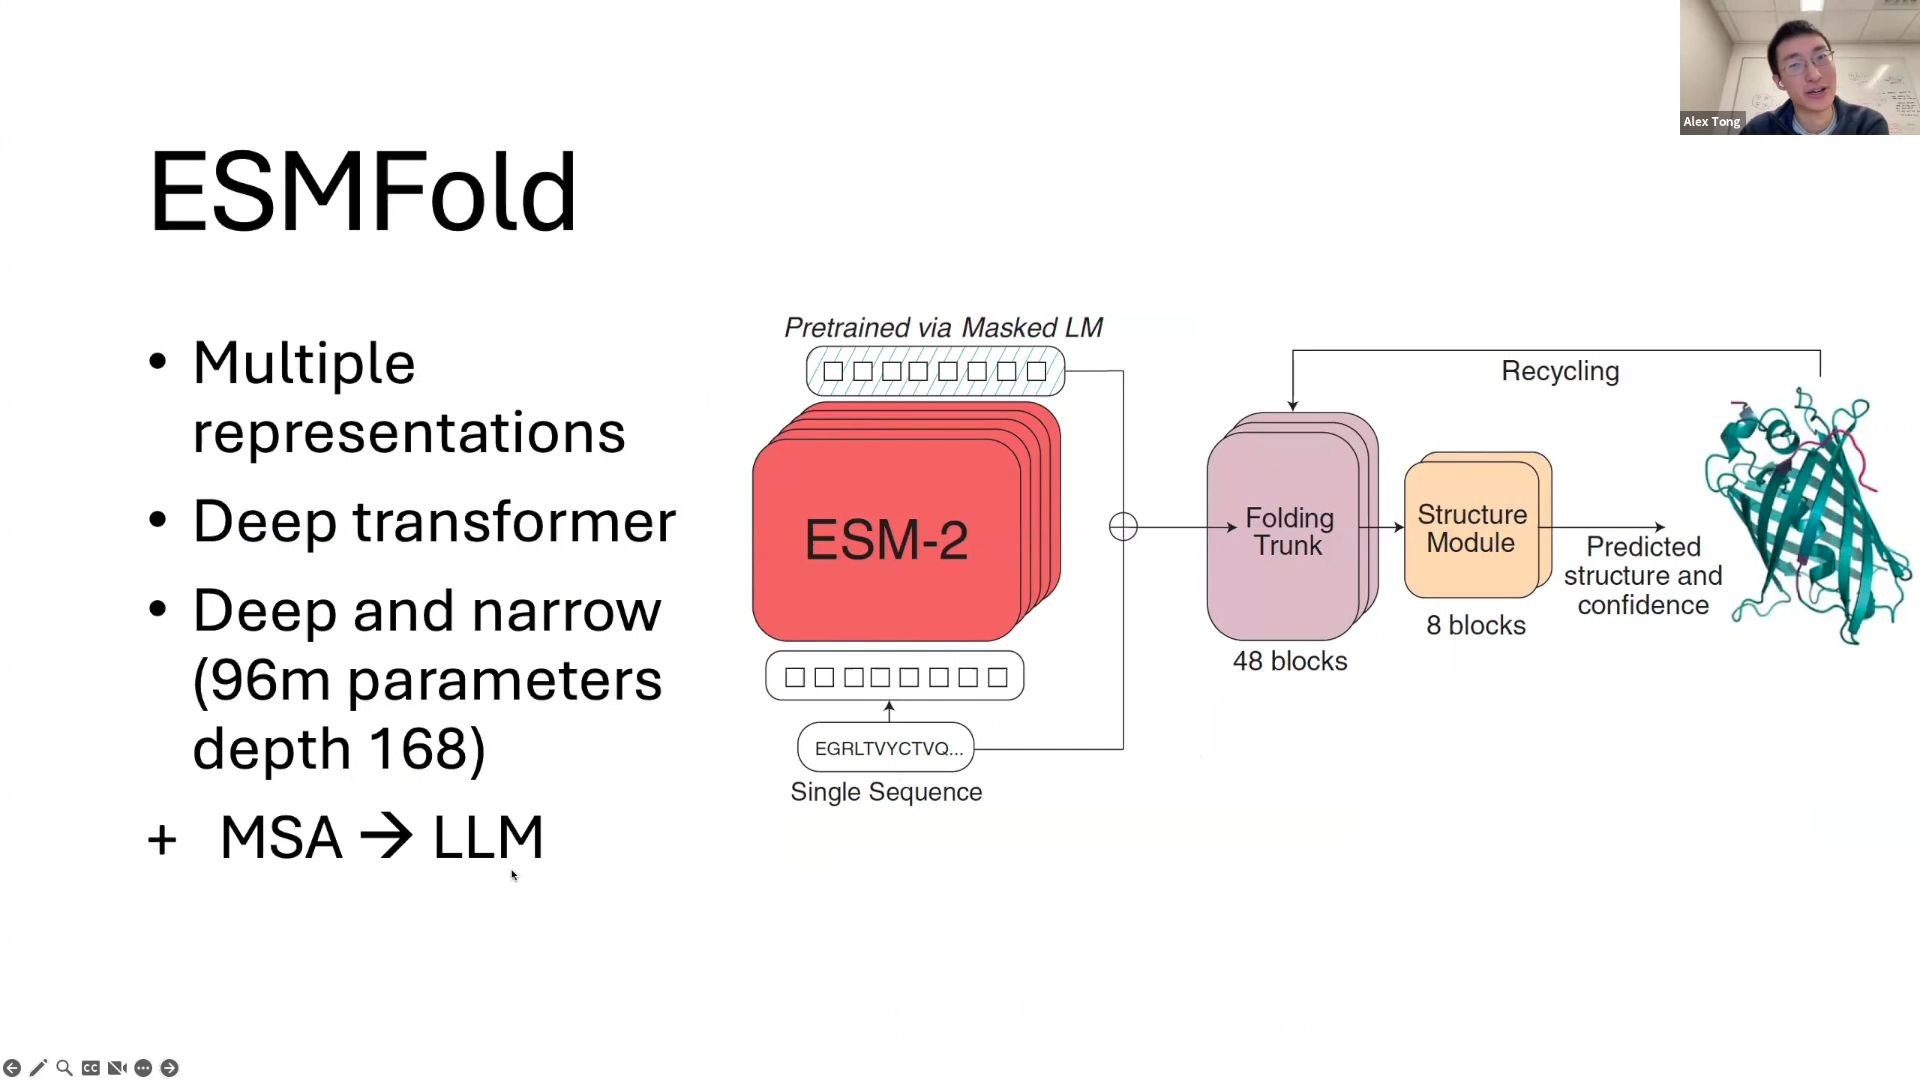 Alex Tong
ESMFold
• Multiple
representations
• Deep transformer
• Deep and narrow
(96m parameters
depth 168)
+ MSA → LLM
Pretrained via Masked LM
ESM-2
EGRLTVYCTVQ...
Single Sequence
Recycling
Folding
Trunk
48 blocks
Structure
Module
8 blocks
Predicted
structure and
confidence
CC